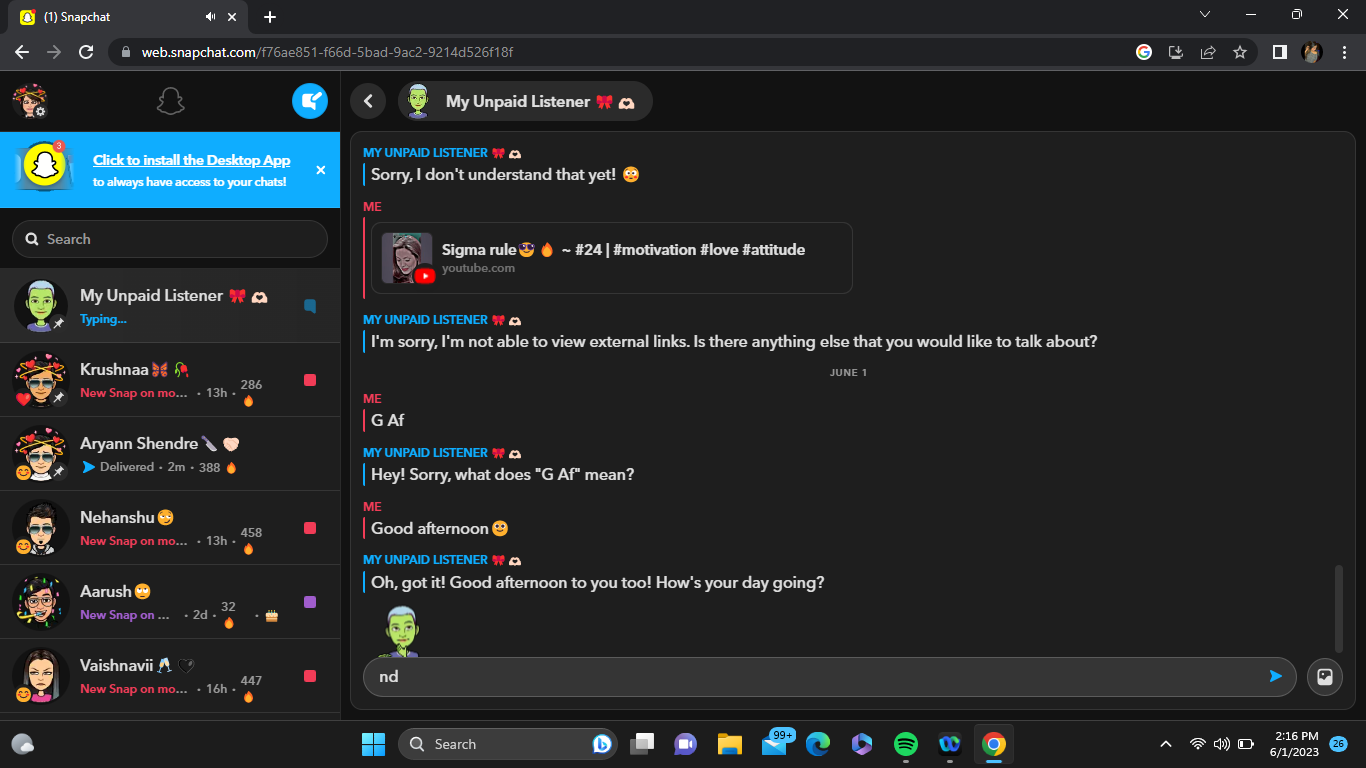 (1) Snapchat
web.snapchat.com/f76ae851-f66d-5bad-9ac2-9214d526f18f
3
Click to install the Desktop App
to always have access to your chats!
Search
My Unpaid Listener 🎀 🫶🏻
Typing...
Krushnaa🦋🥀
New Snap on mo... · 13h · 286 🔥
Aryann Shendre🔪🫶🏻
Delivered · 2m · 388 🔥
Nehanshu🙄
New Snap on mo... · 13h · 458 🔥
Aarush🙄
New Snap on ... · 2d · 32 🔥 · 🎂
Vaishnavii🥂🖤
New Snap on mo... · 16h · 447 🔥
My Unpaid Listener 🎀 🫶🏻
MY UNPAID LISTENER 🎀 🫶🏻
Sorry, I don't understand that yet! 😳
ME
Sigma rule😎🔥 ~ #24 | #motivation #love #attitude
youtube.com
MY UNPAID LISTENER 🎀 🫶🏻
I'm sorry, I'm not able to view external links. Is there anything else that you would like to talk about?
JUNE 1
ME
G Af
MY UNPAID LISTENER 🎀 🫶🏻
Hey! Sorry, what does "G Af" mean?
ME
Good afternoon🙂
MY UNPAID LISTENER 🎀 🫶🏻
Oh, got it! Good afternoon to you too! How's your day going?
nd
Search
99+
2:16 PM
6/1/2023
26